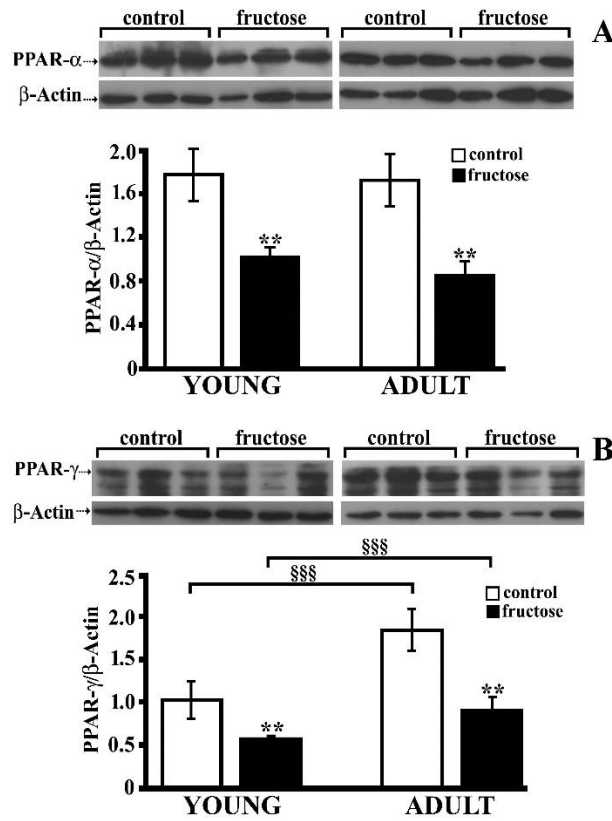 control fructose control fructose A
PPAR-α
β-Actin
2.0
1.6
1.2
0.8
0.4
0
PPAR-α/β-Actin
control
fructose
**
**
YOUNG ADULT
control fructose control fructose B
PPAR-γ
β-Actin
§§§
§§§
2.5
2.0
1.5
1.0
0.5
0
PPAR-γ/β-Actin
control
fructose
**
**
YOUNG ADULT